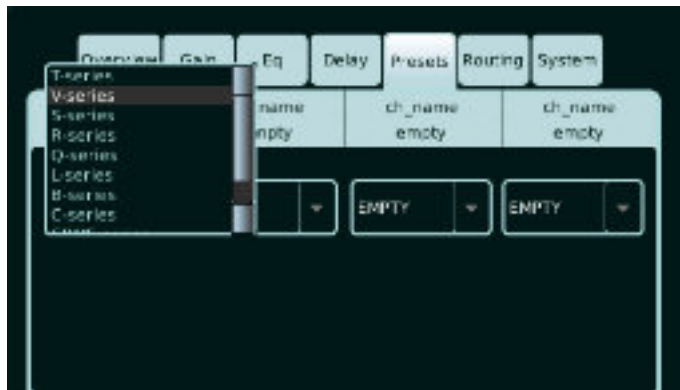 Overview Gain Eq Delay Presets Routing System
T-series
V-series
S-series
R-series
Q-series
L-series
B-series
C-series
name ch_name ch_name
empty empty
EMPTY EMPTY